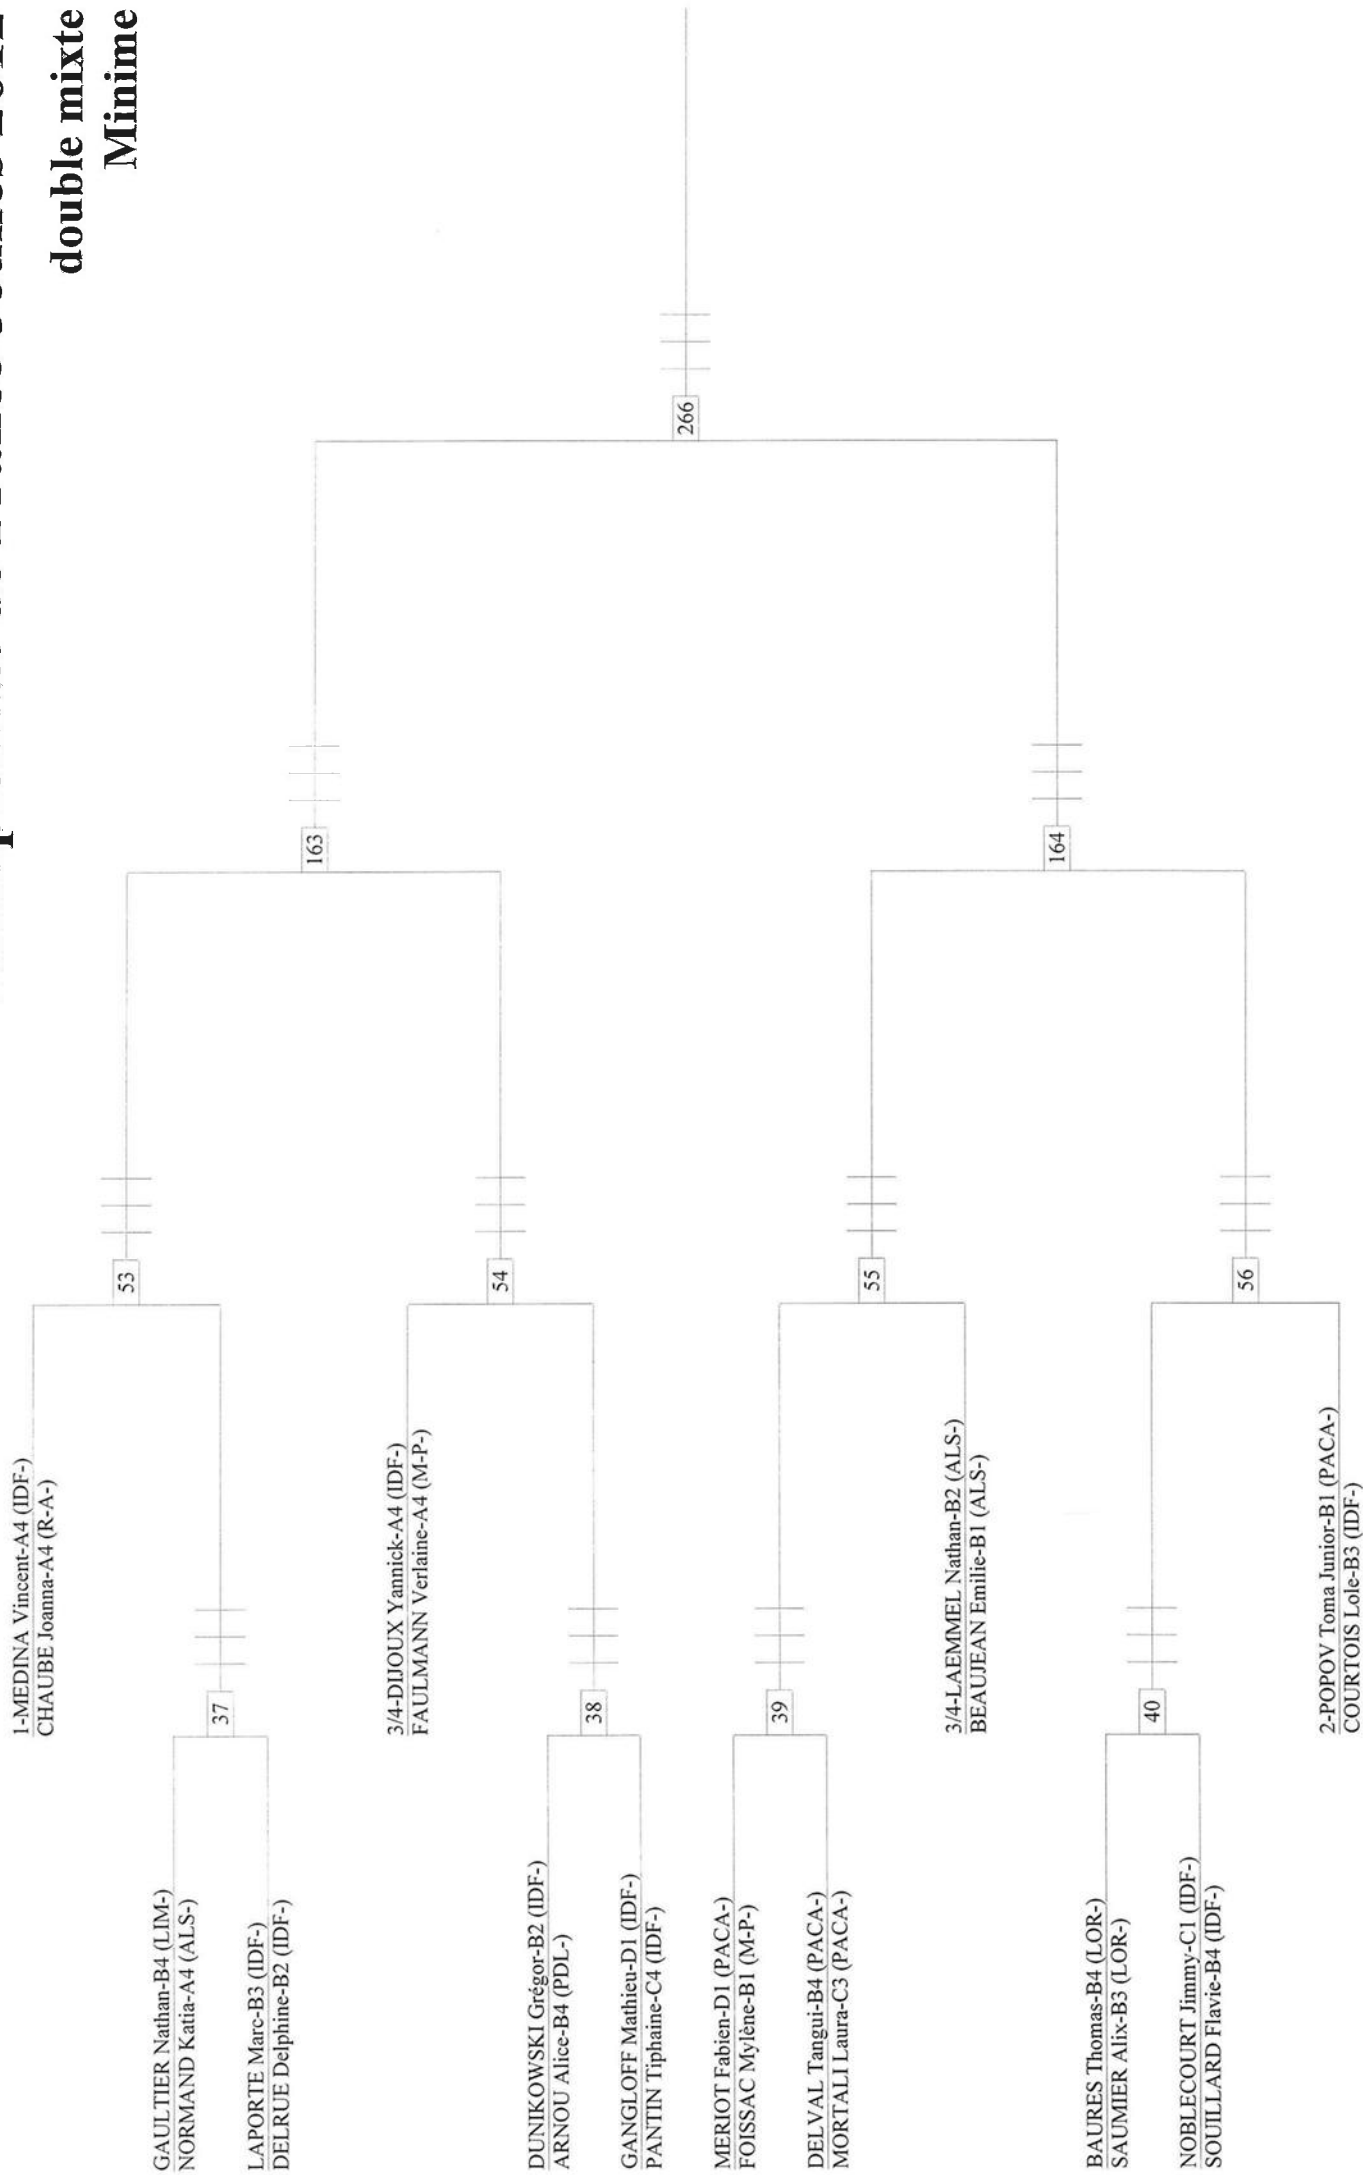 2012
double mixte
Minime
1-MEDINA Vincent-A4 (IDF-)
CHAUBE Joanna-A4 (R-A-)
53
GAULTIER Nathan-B4 (LIM-)
NORMAND Katia-A4 (ALS-)
37
LAPORTE Marc-B3 (IDF-)
DELRUE Delphine-B2 (IDF-)
163
3/4-DIJOUX Yannick-A4 (IDF-)
FAULMANN Verlaine-A4 (M-P-)
54
DUNIKOWSKI Grégor-B2 (IDF-)
ARNOU Alice-B4 (PDL-)
38
GANGLOFF Mathieu-D1 (IDF-)
PANTIN Tiphaine-C4 (IDF-)
266
MERIOT Fabien-D1 (PACA-)
FOISSAC Mylène-B1 (M-P-)
39
DELVAL Tangui-B4 (PACA-)
MORTALI Laura-C3 (PACA-)
55
3/4-LAEMMEL Nathan-B2 (ALS-)
BEAUJEAN Emilie-B1 (ALS-)
164
BAURES Thomas-B4 (LOR-)
SAUMIER Alix-B3 (LOR-)
40
NOBLECOURT Jimmy-C1 (IDF-)
SOUILLARD Flavie-B4 (IDF-)
56
2-POPOV Toma Junior-B1 (PACA-)
COURTOIS Lole-B3 (IDF-)